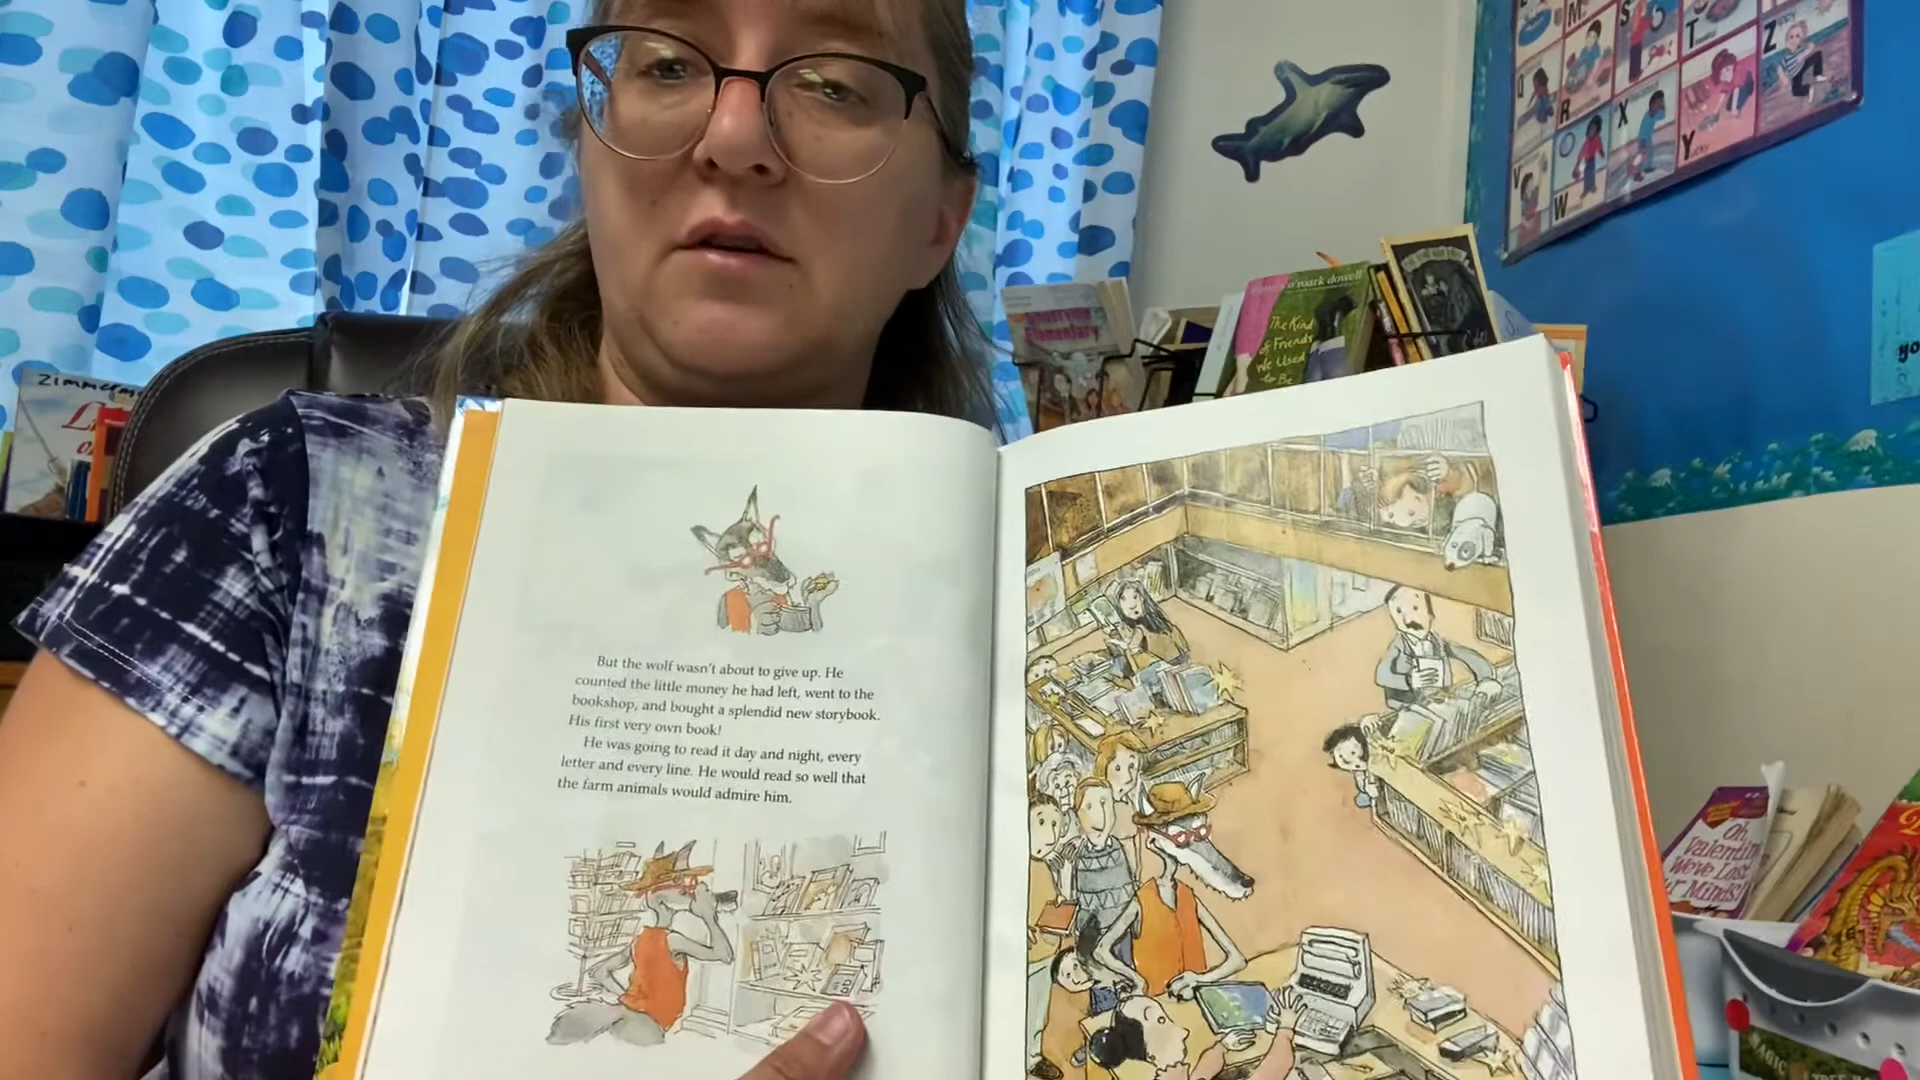 But the wolf wasn't about to give up. He
counted the little money he had left, went to the
bookshop, and bought a splendid new storybook.
His first very own book!
He was going to read it day and night, every
letter and every line. He would read so well that
the farm animals would admire him.
o'roark dowell
The Kind
of Friends
We Used
to Be
Elementary
Oh,
Valentine
We've Lost
Our Minds!
M
S
T
Z
Q
R
X
Y
V
W